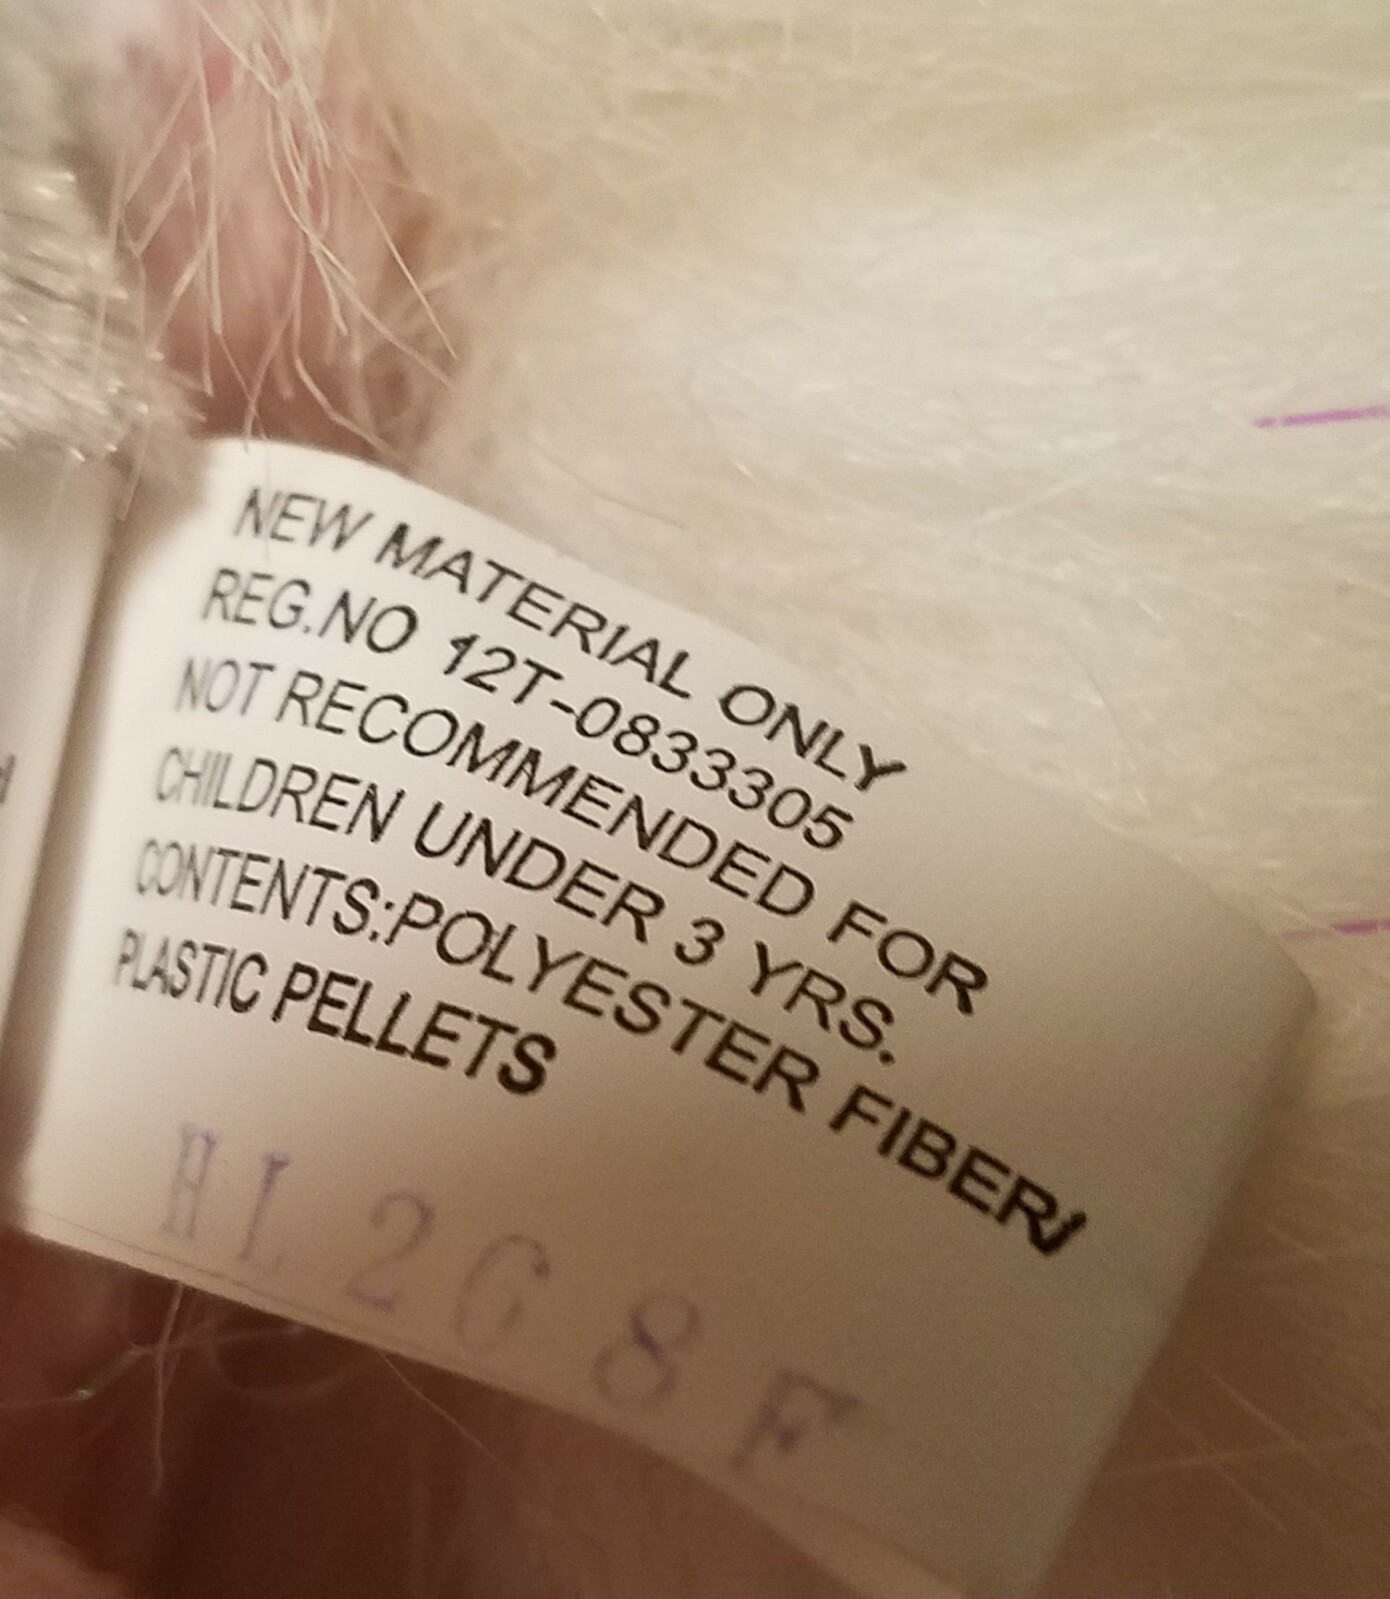 NEW MATERIAL ONLY
REG.NO 12T-0833305
NOT RECOMMENDED FOR
CHILDREN UNDER 3 YRS.
CONTENTS:POLYESTER FIBER/
PLASTIC PELLETS
HL268F